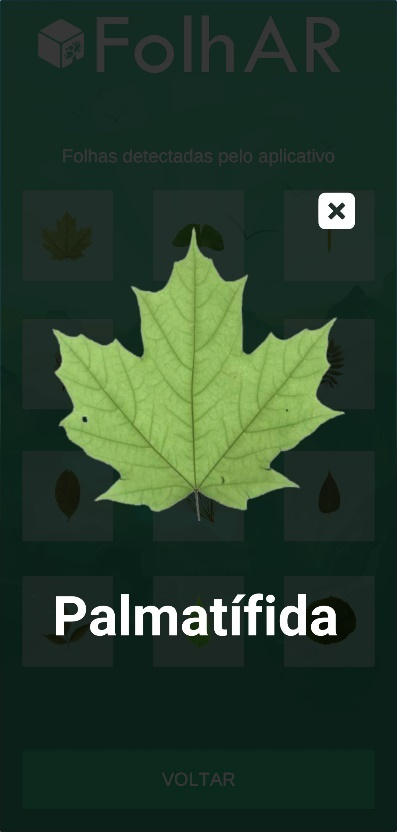 FolhAR
Folhas detectadas pelo aplicativo
Palmatífida
VOLTAR